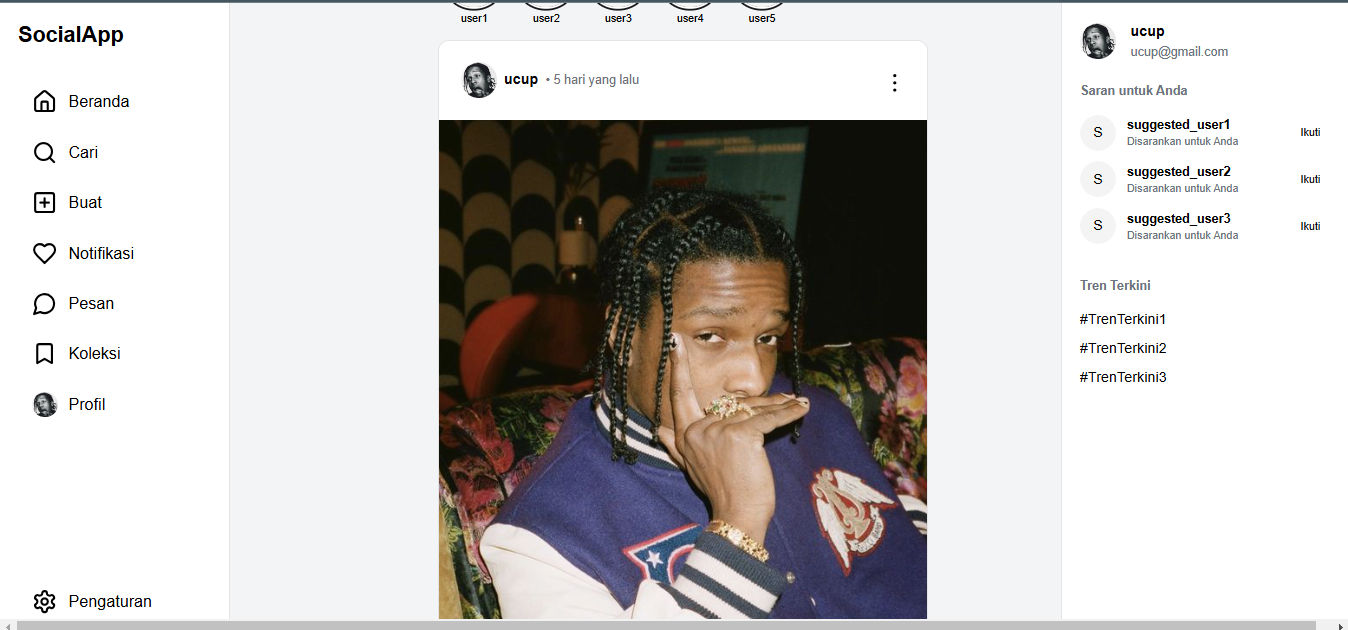 SocialApp
Beranda
Cari
Buat
Notifikasi
Pesan
Koleksi
Profil
Pengaturan
user1 user2 user3 user4 user5
ucup • 5 hari yang lalu
ucup
ucup@gmail.com
Saran untuk Anda
S suggested_user1 Ikuti
Disarankan untuk Anda
S suggested_user2 Ikuti
Disarankan untuk Anda
S suggested_user3 Ikuti
Disarankan untuk Anda
Tren Terkini
#TrenTerkini1
#TrenTerkini2
#TrenTerkini3